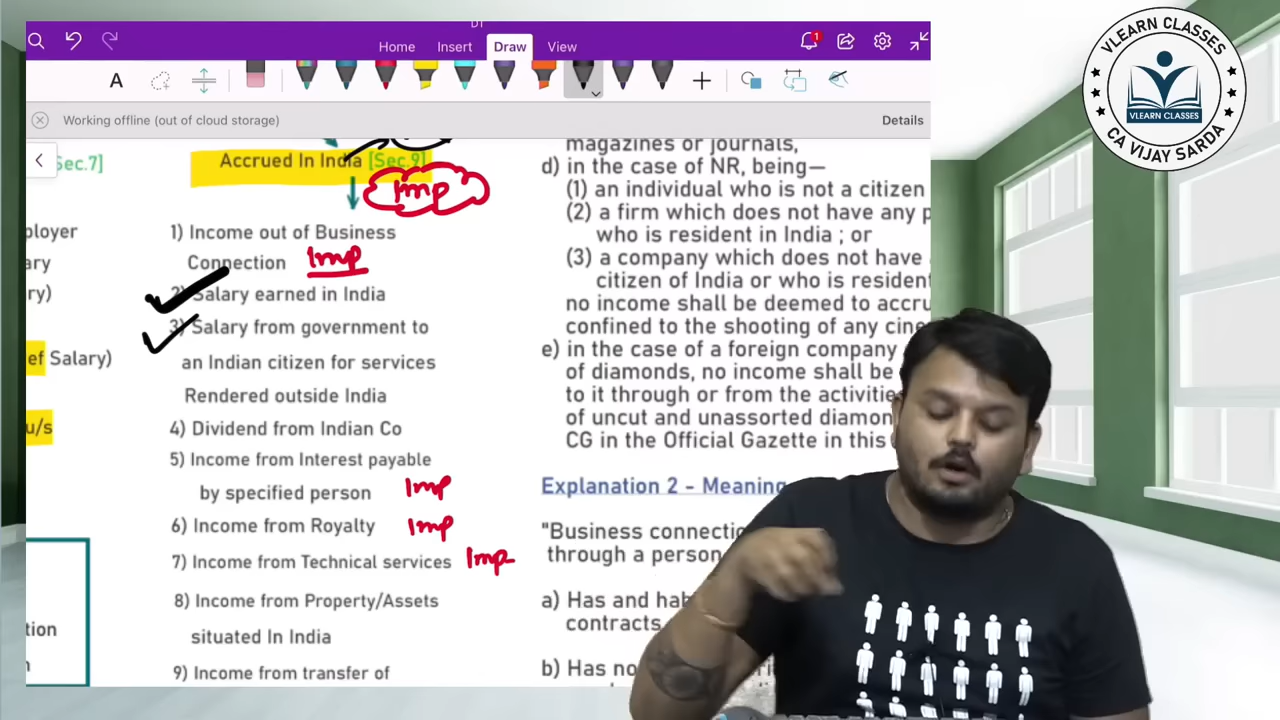 VLEARN CLASSES
VLEARN CLASSES
CA VIJAY SARDA
Home Insert Draw View
1
A
Working offline (out of cloud storage) Details
Sec.7]
ployer
ary
ry)
ef Salary)
u/s
tion
n
Accrued In India [Sec.9]
Imp
1) Income out of Business
Connection Imp
2) Salary earned in India
3) Salary from government to
an Indian citizen for services
Rendered outside India
4) Dividend from Indian Co
5) Income from Interest payable
by specified person Imp
6) Income from Royalty Imp
7) Income from Technical services Imp
8) Income from Property/Assets
situated In India
9) Income from transfer of
magazines or journals,
d) in the case of NR, being—
(1) an individual who is not a citizen
(2) a firm which does not have any p
who is resident in India ; or
(3) a company which does not have
citizen of India or who is resident
no income shall be deemed to accru
confined to the shooting of any cine
e) in the case of a foreign company
of diamonds, no income shall be
to it through or from the activitie
of uncut and unassorted diamon
CG in the Official Gazette in this
Explanation 2 - Meaning
"Business connectio
through a person
a) Has and hab
contracts
b) Has no